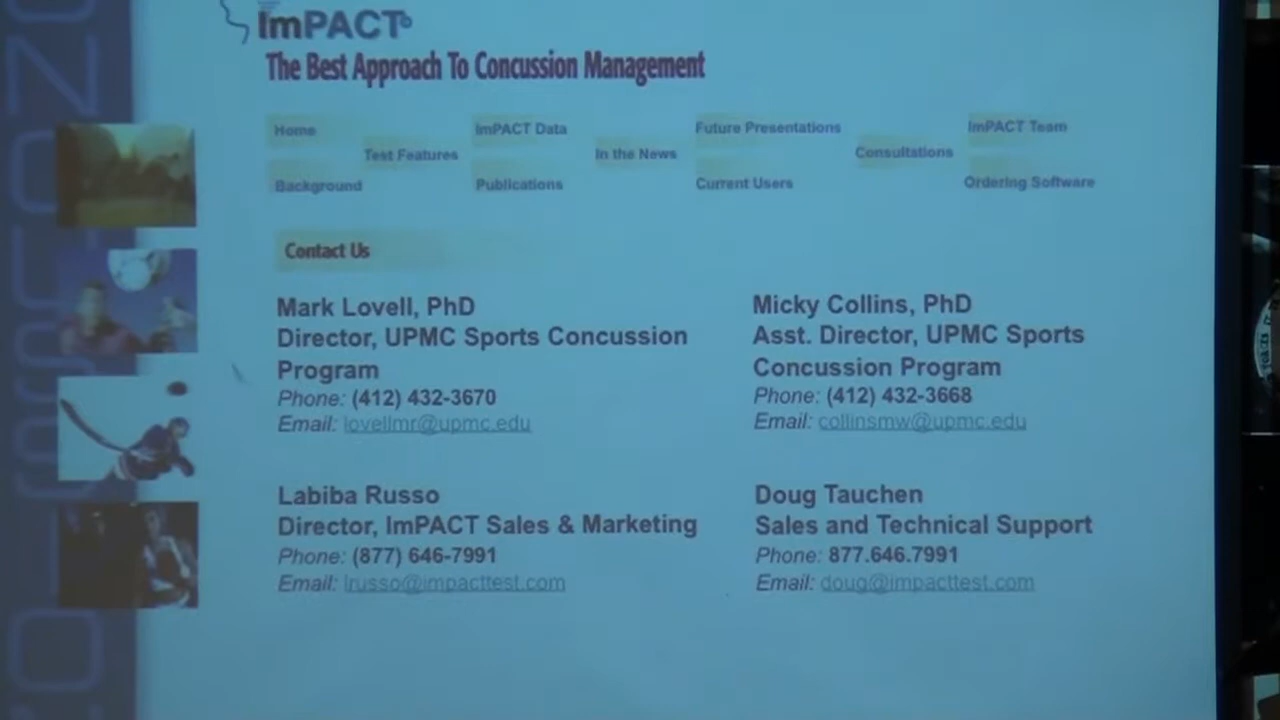 ImPACT
The Best Approach To Concussion Management
Home
ImPACT Data
Future Presentations
ImPACT Team
Test Features
In the News
Consultations
Background
Publications
Current Users
Ordering Software
Contact Us
Mark Lovell, PhD
Director, UPMC Sports Concussion
Program
Phone: (412) 432-3670
Email: lovellmr@upmc.edu
Micky Collins, PhD
Asst. Director, UPMC Sports
Concussion Program
Phone: (412) 432-3668
Email: collinsmw@upmc.edu
Labiba Russo
Director, ImPACT Sales & Marketing
Phone: (877) 646-7991
Email: lrusso@impacttest.com
Doug Tauchen
Sales and Technical Support
Phone: 877.646.7991
Email: doug@impacttest.com